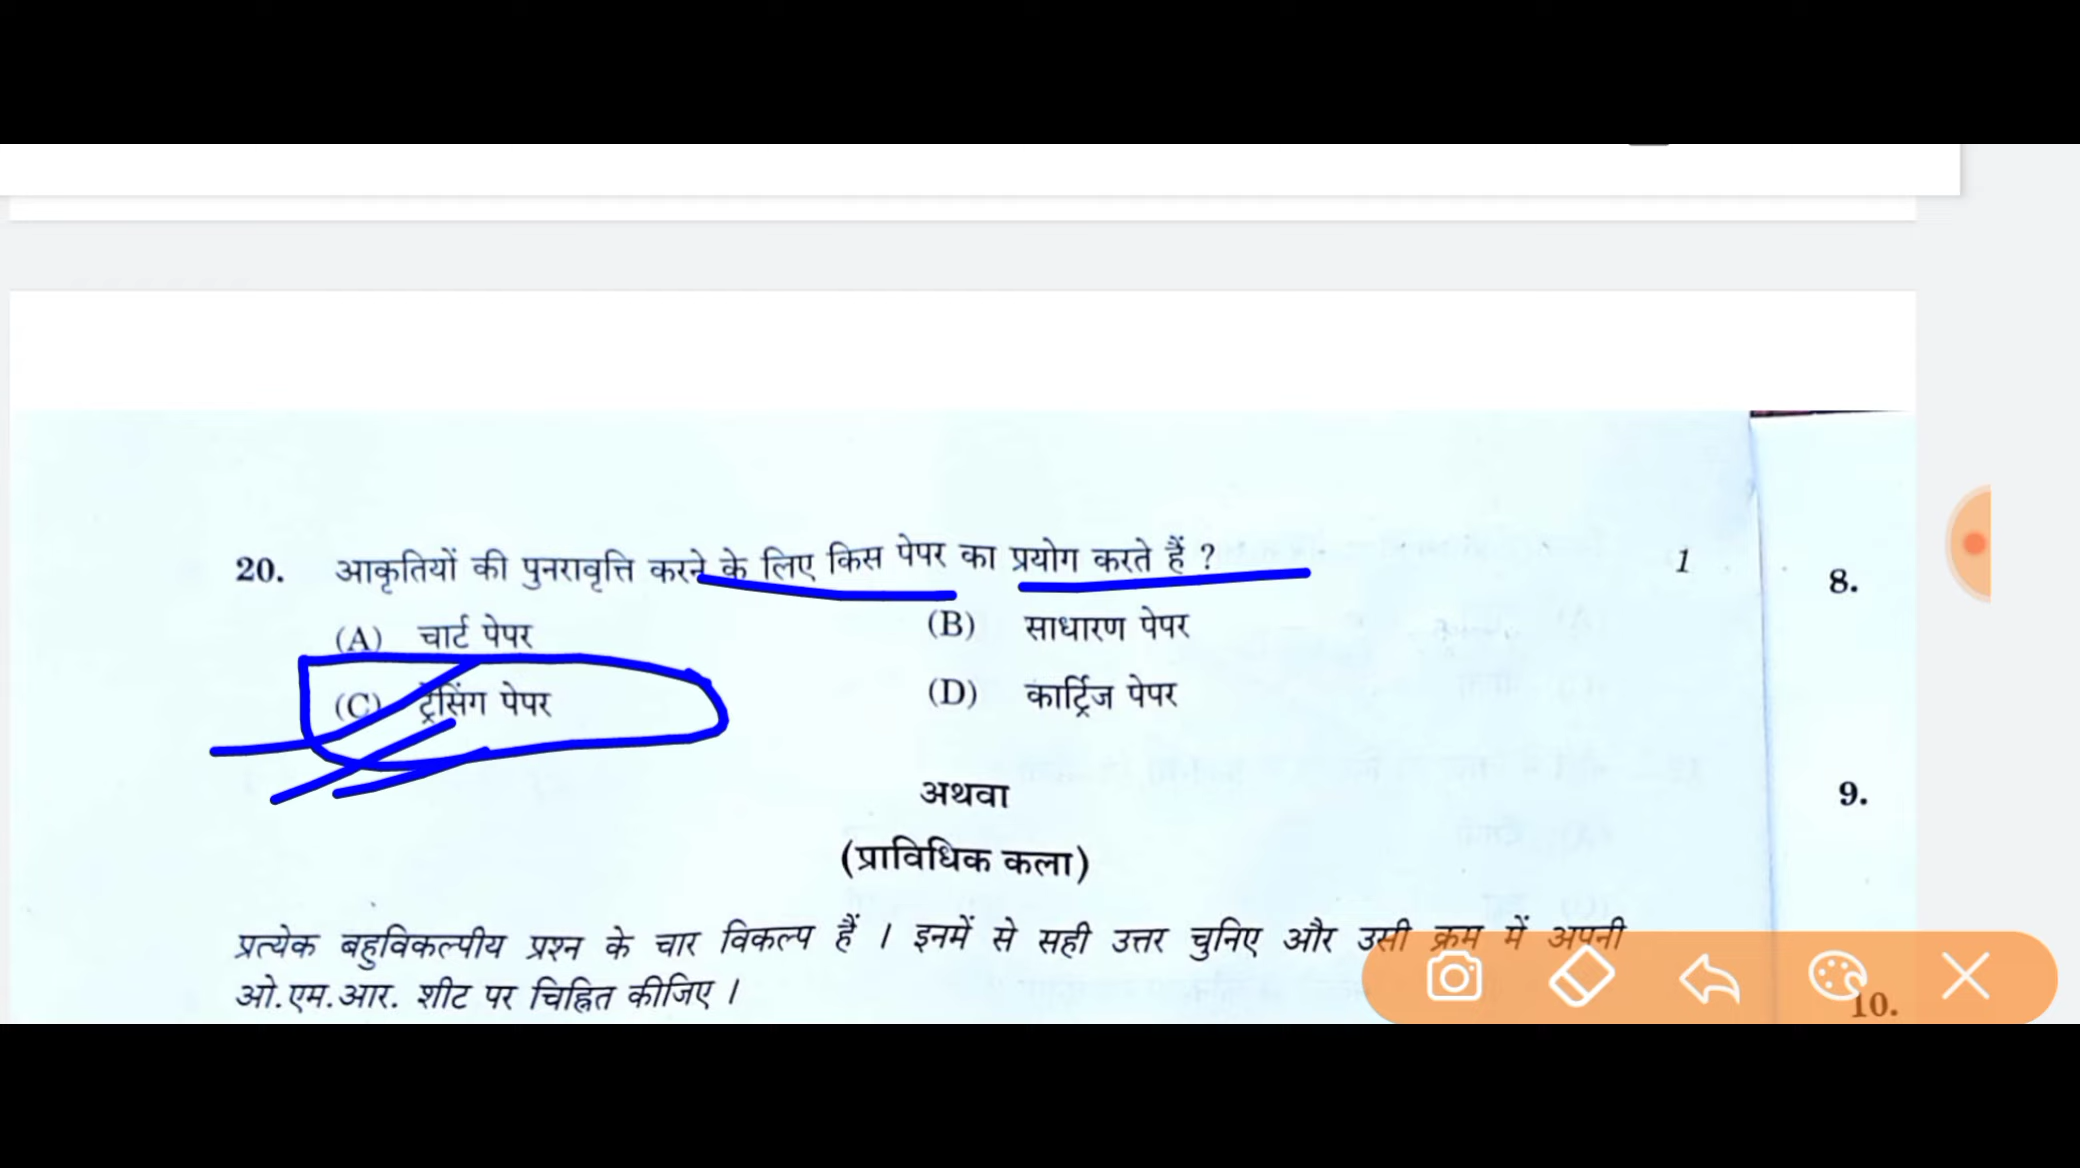 20. आकृतियों की पुनरावृत्ति करने के लिए किस पेपर का प्रयोग करते हैं ? 1
(A) चार्ट पेपर (B) साधारण पेपर
(C) ट्रेसिंग पेपर (D) कार्ट्रिज पेपर
अथवा
(प्राविधिक कला)
प्रत्येक बहुविकल्पीय प्रश्न के चार विकल्प हैं । इनमें से सही उत्तर चुनिए और उसी क्रम में अपनी
ओ.एम.आर. शीट पर चिह्नित कीजिए ।
8.
9.
10.